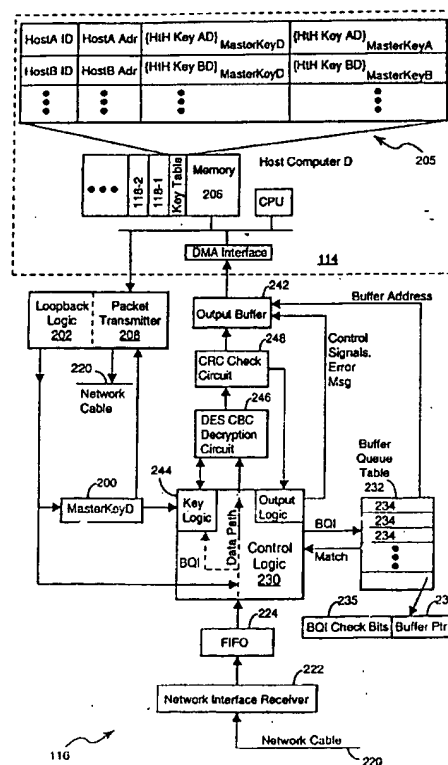 HostA ID HostA Adr {HtH Key AD}MasterKeyD {HtH Key AD}MasterKeyA
HostB ID HostB Adr {HtH Key BD}MasterKeyD {HtH Key BD}MasterKeyB
205
Host Computer D
118-2 118-1 Key Table Memory 206
CPU
DMA Interface
114
242
Output Buffer
Buffer Address
Loopback Logic 202
Packet Transmitter 208
248
CRC Check Circuit
Control Signals, Error Msg
220
Network Cable
246
DES CBC Decryption Circuit
Buffer Queue Table 232
200
MasterKeyD
244
Key Logic
Output Logic
BQI
234
234
234
BQI
Data Path
Control Logic 230
Match
235
BQI Check Bits Buffer Ptr
224
FIFO
222
Network Interface Receiver
116
Network Cable
220